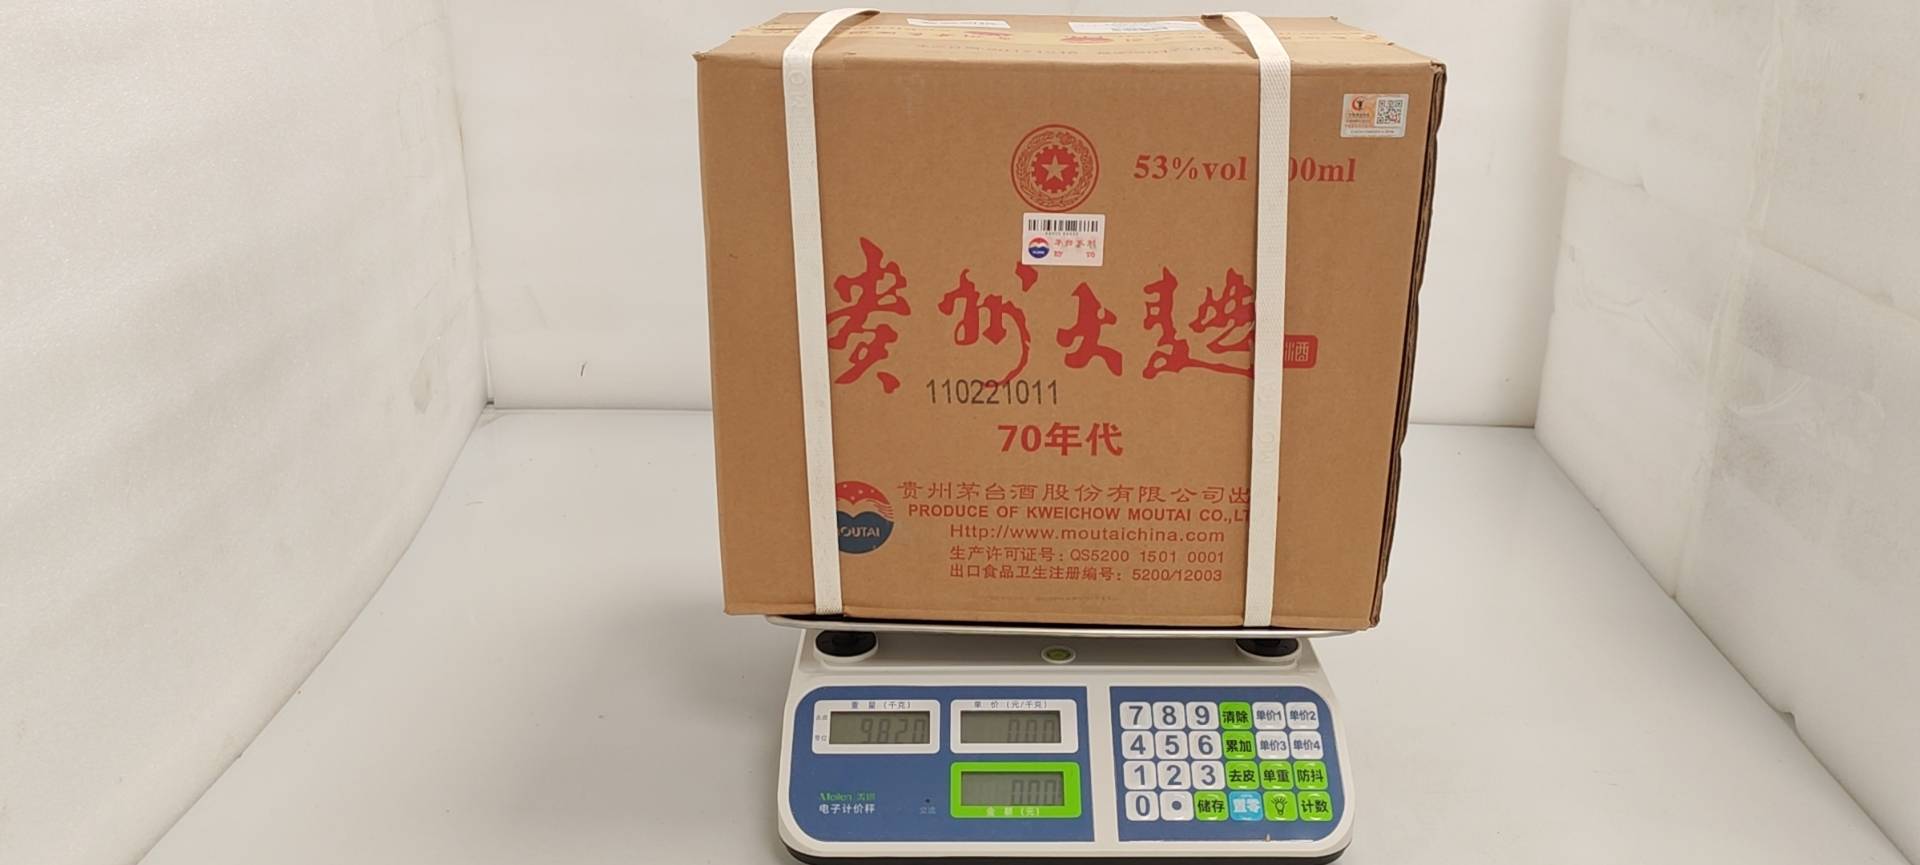 53%vol 00ml
贵州大曲
酒
110221011
70年代
MOUTAI
贵州茅台酒股份有限公司出
PRODUCE OF KWEICHOW MOUTAI CO.,LT
Http://www.moutaichina.com
生产许可证号：QS5200 1501 0001
出口食品卫生注册编号：5200/12003
重量（千克）
单价（元/千克）
9.820
0.00
0.00
金额（元）
Meilen
电子计价秤
交流
7 8 9 清除 单价1 单价2
4 5 6 累加 单价3 单价4
1 2 3 去皮 单重 防抖
0 • 储存 置零 计数